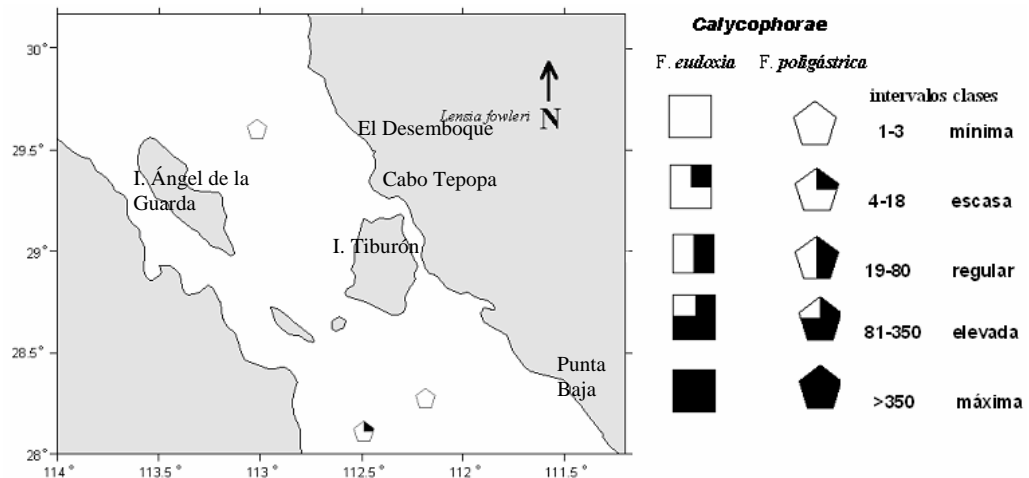 30°
29.5°
29°
28.5°
28°
114°
113.5°
113°
112.5°
112°
111.5°
Lensia fowleri
N
El Desemboque
Cabo Tepopa
I. Ángel de la
Guarda
I. Tiburón
Punta
Baja
Calycophorae
F. eudoxia F. poligástrica
intervalos clases
1-3 mínima
4-18 escasa
19-80 regular
81-350 elevada
>350 máxima